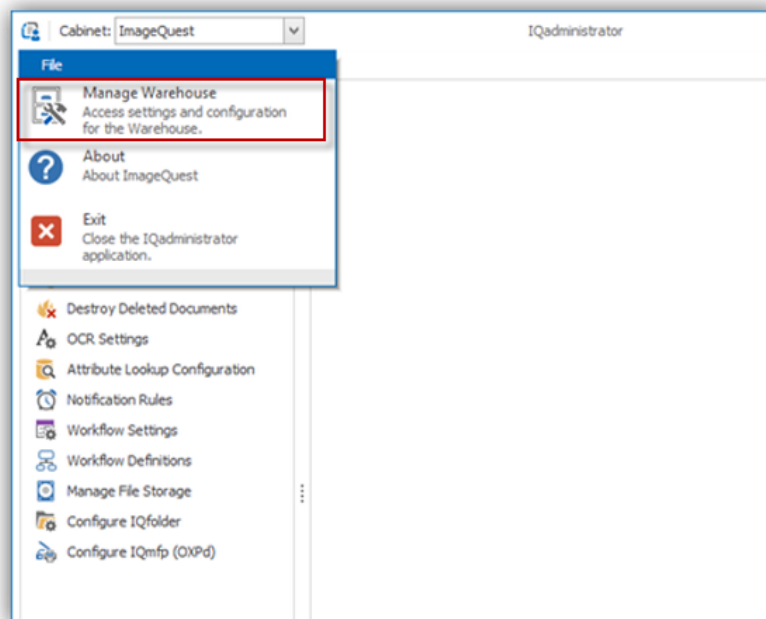 Cabinet: ImageQuest
IQadministrator
File
Manage Warehouse
Access settings and configuration
for the Warehouse.
About
About ImageQuest
Exit
Close the IQadministrator
application.
Destroy Deleted Documents
OCR Settings
Attribute Lookup Configuration
Notification Rules
Workflow Settings
Workflow Definitions
Manage File Storage
Configure IQfolder
Configure IQmfp (OXPd)